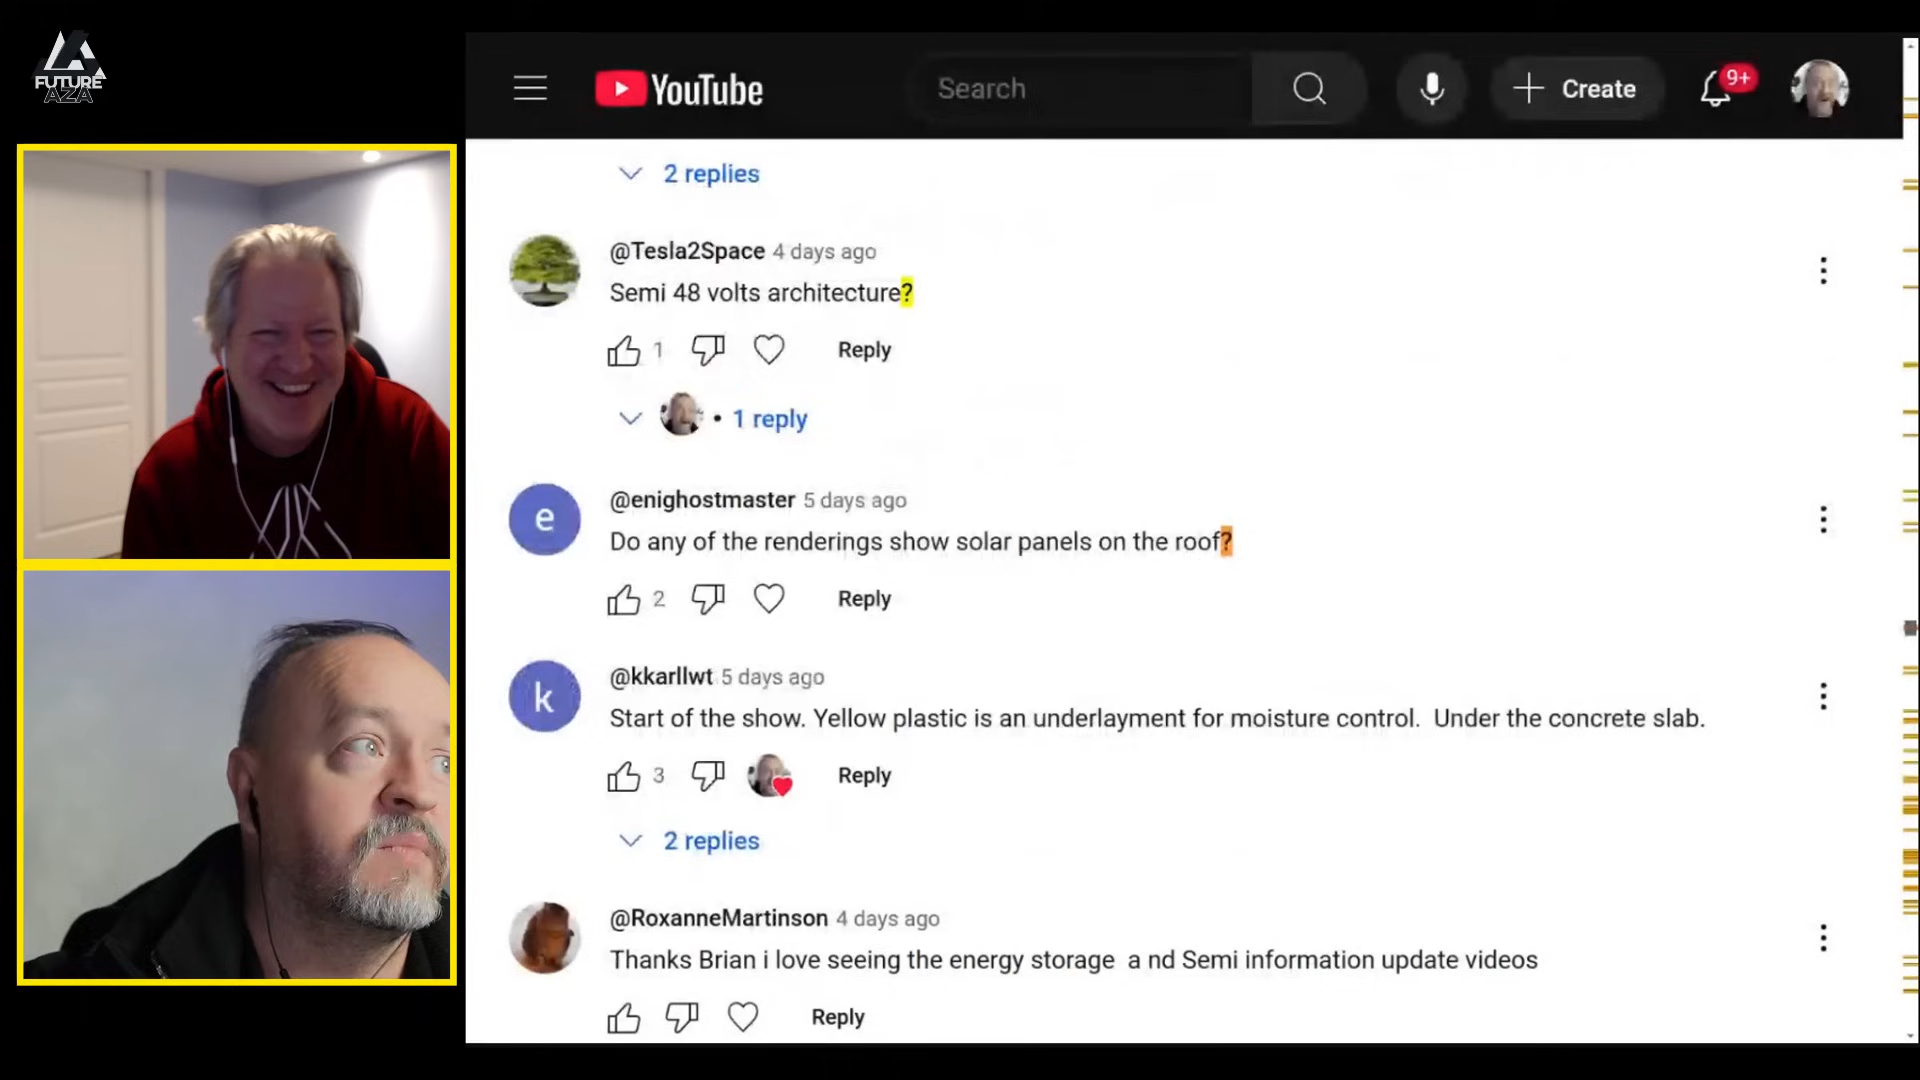 FUTURE
AZA
YouTube
Search
Create
9+
2 replies
@Tesla2Space 4 days ago
Semi 48 volts architecture?
1
Reply
• 1 reply
e
@enighostmaster 5 days ago
Do any of the renderings show solar panels on the roof?
2
Reply
k
@kkarllwt 5 days ago
Start of the show. Yellow plastic is an underlayment for moisture control. Under the concrete slab.
3
Reply
2 replies
@RoxanneMartinson 4 days ago
Thanks Brian i love seeing the energy storage a nd Semi information update videos
Reply